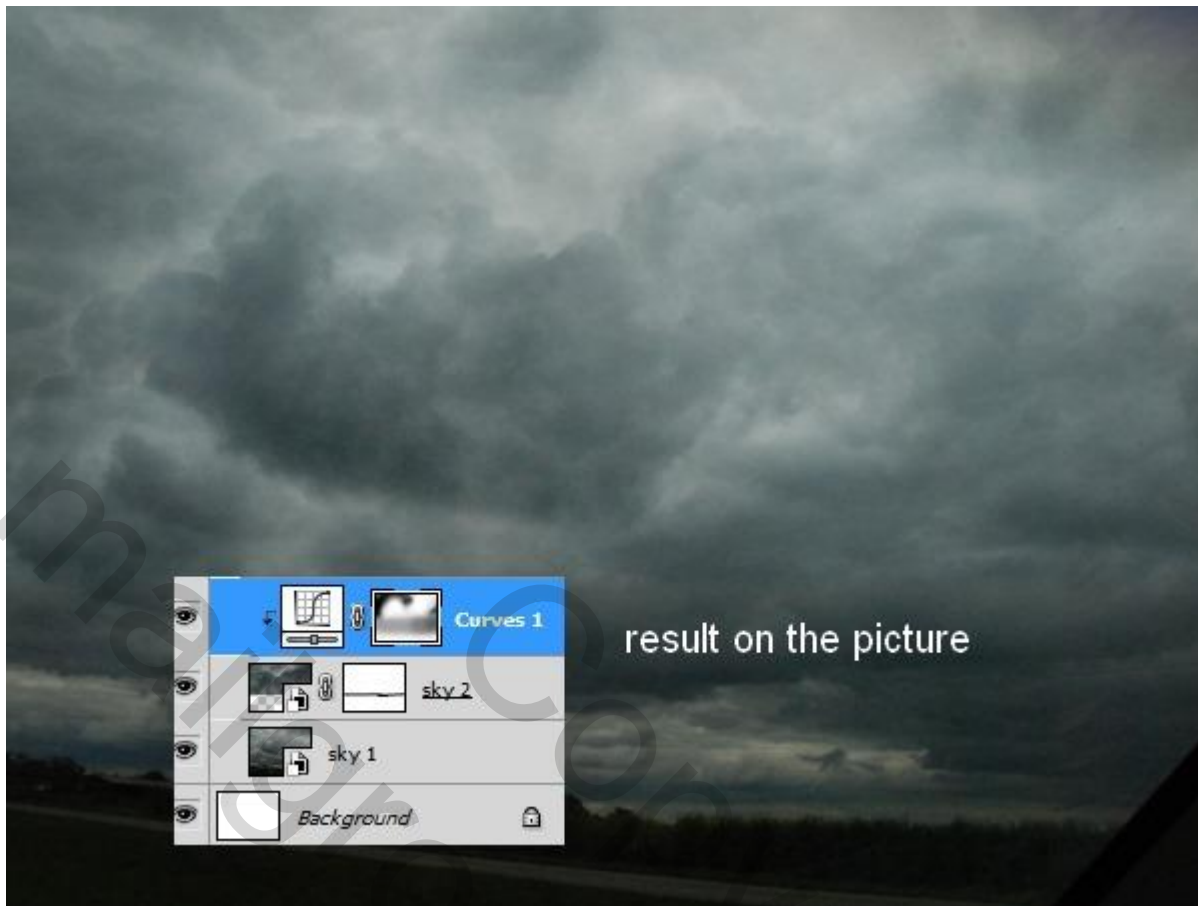 Curves 1
result on the picture
sky 2
sky 1
Background